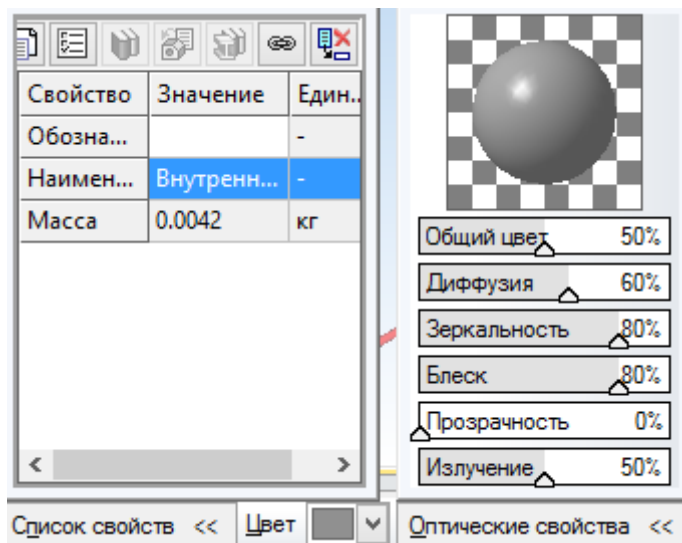 Свойство Значение Един..
Обозна... -
Наимен... Внутренн... -
Масса 0.0042 кг
Список свойств << Цвет
Общий цвет 50%
Диффузия 60%
Зеркальность 80%
Блеск 80%
Прозрачность 0%
Излучение 50%
Оптические свойства <<